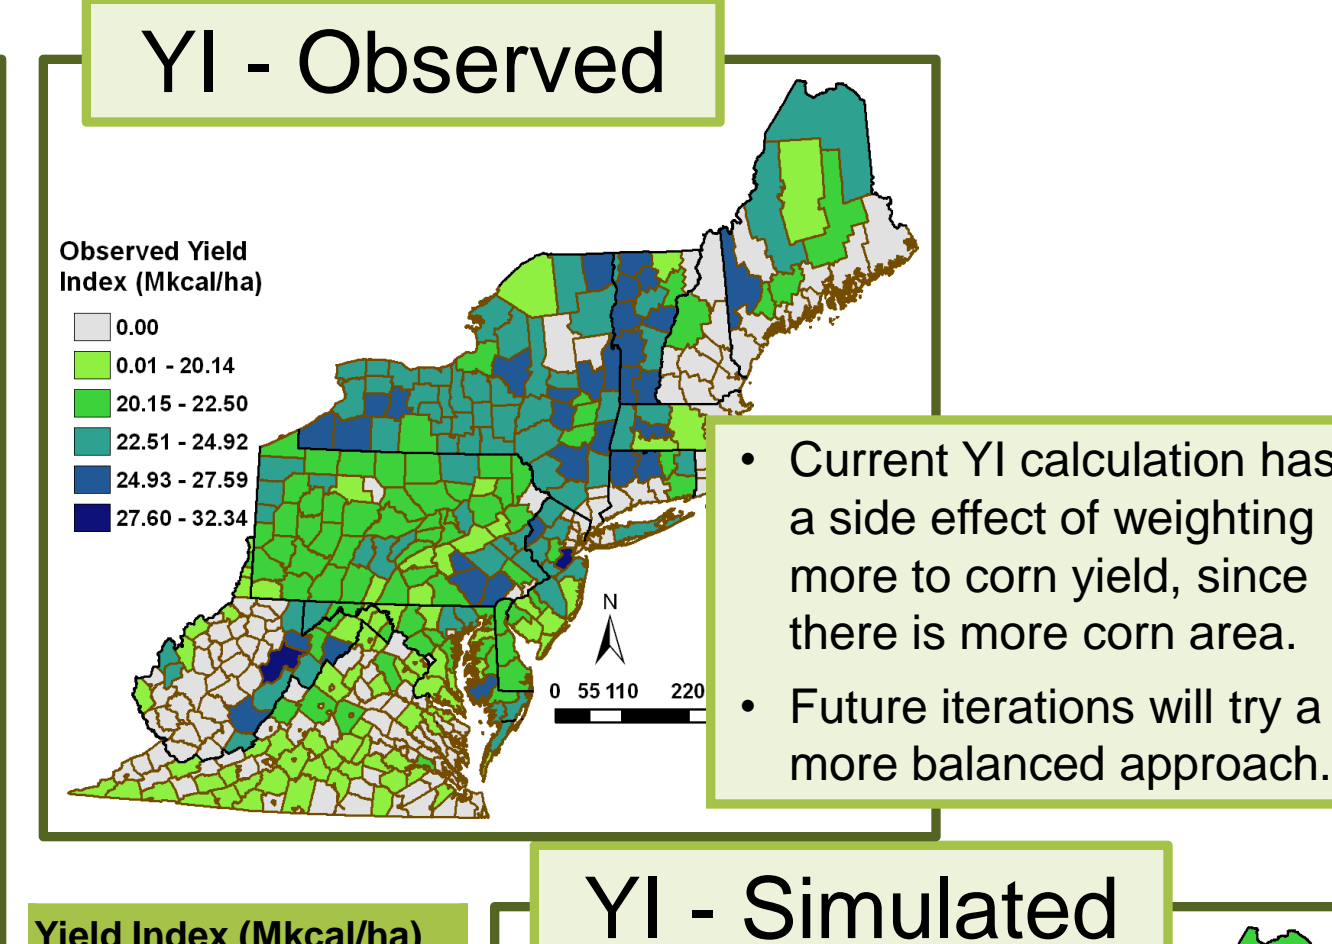 YI - Observed
Observed Yield
Index (Mkcal/ha)
0.00
0.01 - 20.14
20.15 - 22.50
22.51 - 24.92
24.93 - 27.59
27.60 - 32.34
N
0 55 110 220
• Current YI calculation has
a side effect of weighting
more to corn yield, since
there is more corn area.
• Future iterations will try a
more balanced approach.
YI - Simulated
Yield Index (Mkcal/ha)